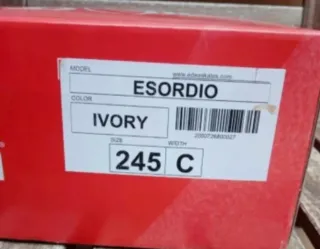 MODEL
ESORDIO
COLOR
IVORY
SIZE WIDTH
245 C